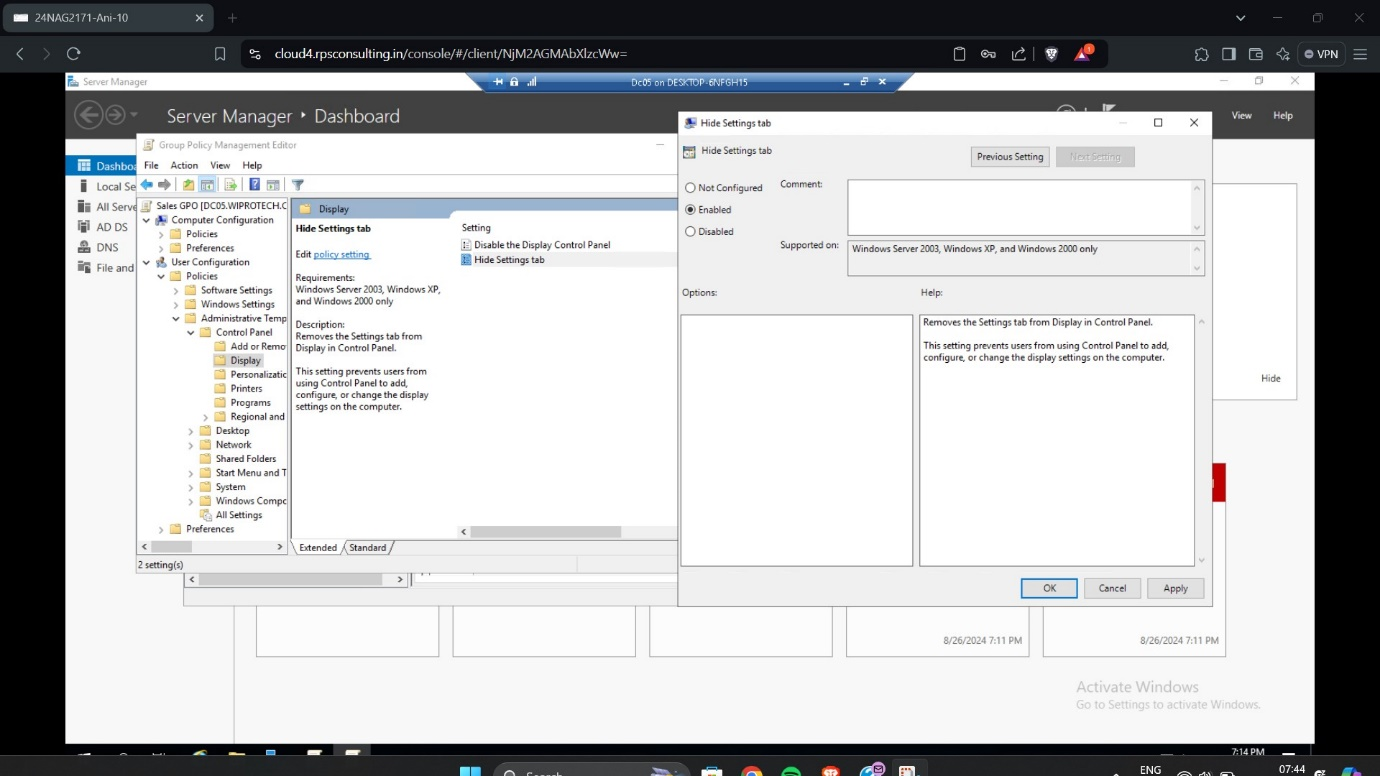 24NAG2171-Ani-10
cloud4.rpsconsulting.in/console/#/client/NjM2AGMAbXlzcWw=
1
VPN
Server Manager
Dc05 on DESKTOP-6NFGH15
Server Manager ‣ Dashboard
View Help
Group Policy Management Editor
File Action View Help
Dashboa
Local Se
All Serve
AD DS
DNS
File and
Sales GPO [DC05.WIPROTECH.C
Computer Configuration
Policies
Preferences
User Configuration
Policies
Software Settings
Windows Settings
Administrative Temp
Control Panel
Add or Remo
Display
Personalizatic
Printers
Programs
Regional and
Desktop
Network
Shared Folders
Start Menu and T
System
Windows Compc
All Settings
Preferences
Display
Hide Settings tab
Edit policy setting
Requirements:
Windows Server 2003, Windows XP,
and Windows 2000 only
Description:
Removes the Settings tab from
Display in Control Panel.
This setting prevents users from
using Control Panel to add,
configure, or change the display
settings on the computer.
Setting
Disable the Display Control Panel
Hide Settings tab
Extended Standard
2 setting(s)
Hide Settings tab
Hide Settings tab
Previous Setting Next Setting
Not Configured
Enabled
Disabled
Comment:
Supported on:
Windows Server 2003, Windows XP, and Windows 2000 only
Options:
Help:
Removes the Settings tab from Display in Control Panel.
This setting prevents users from using Control Panel to add,
configure, or change the display settings on the computer.
OK Cancel Apply
Hide
8/26/2024 7:11 PM
8/26/2024 7:11 PM
Activate Windows
Go to Settings to activate Windows.
7:14 PM
Search
ENG
07:44